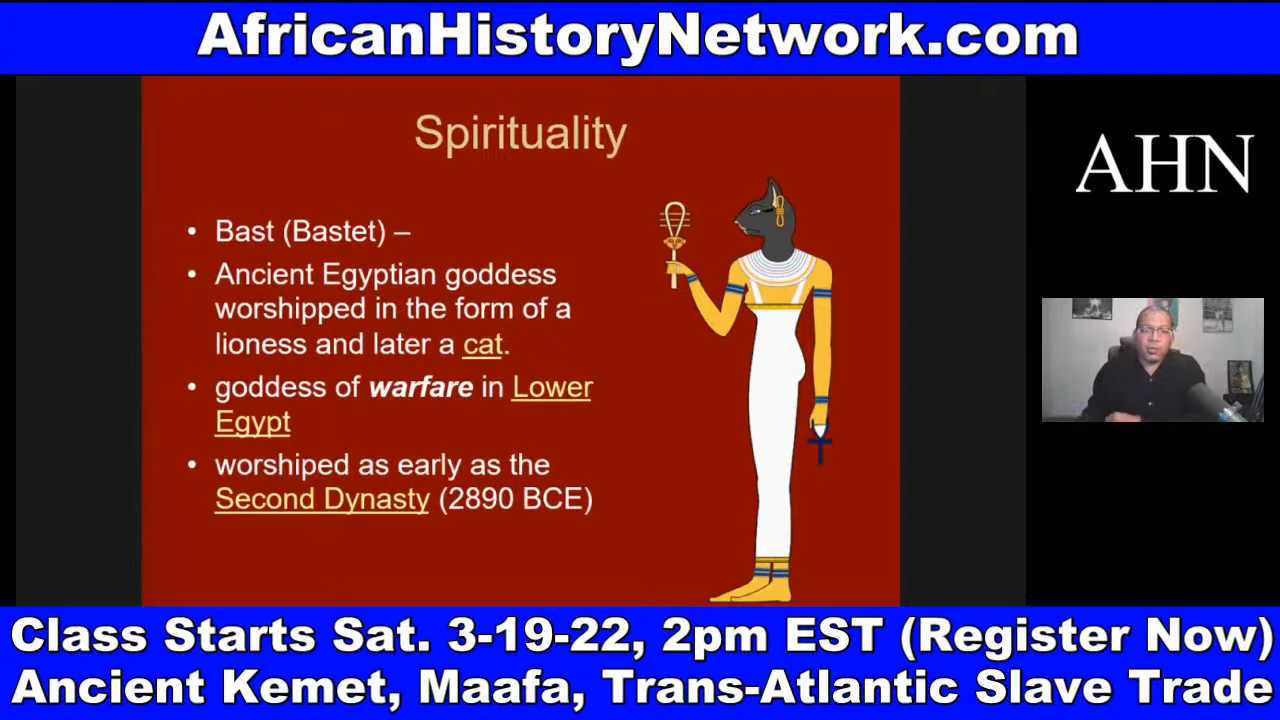 AfricanHistoryNetwork.com
Spirituality
AHN
• Bast (Bastet) –
• Ancient Egyptian goddess
worshipped in the form of a
lioness and later a cat.
• goddess of warfare in Lower
Egypt
• worshiped as early as the
Second Dynasty (2890 BCE)
Class Starts Sat. 3-19-22, 2pm EST (Register Now)
Ancient Kemet, Maafa, Trans-Atlantic Slave Trade